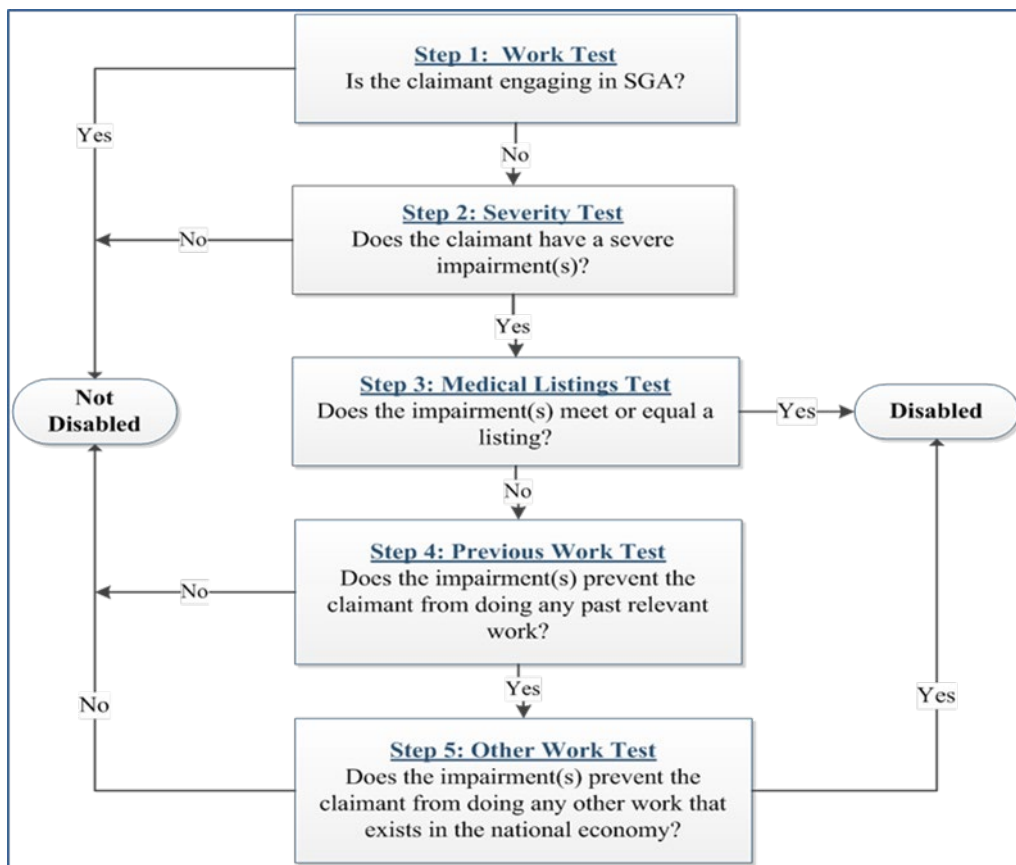 Step 1: Work Test
Is the claimant engaging in SGA?
Yes
No
Step 2: Severity Test
Does the claimant have a severe
impairment(s)?
No
Yes
Step 3: Medical Listings Test
Does the impairment(s) meet or equal a
listing?
Yes
Not
Disabled
Disabled
No
Step 4: Previous Work Test
Does the impairment(s) prevent the
claimant from doing any past relevant
work?
No
Yes
No
Yes
Step 5: Other Work Test
Does the impairment(s) prevent the
claimant from doing any other work that
exists in the national economy?